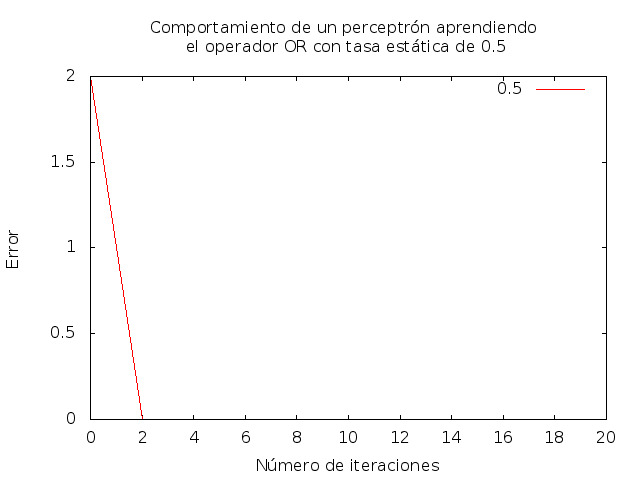 Comportamiento de un perceptrón aprendiendo
el operador OR con tasa estática de 0.5
0.5
2
1.5
1
0.5
0
Error
0 2 4 6 8 10 12 14 16 18 20
Número de iteraciones